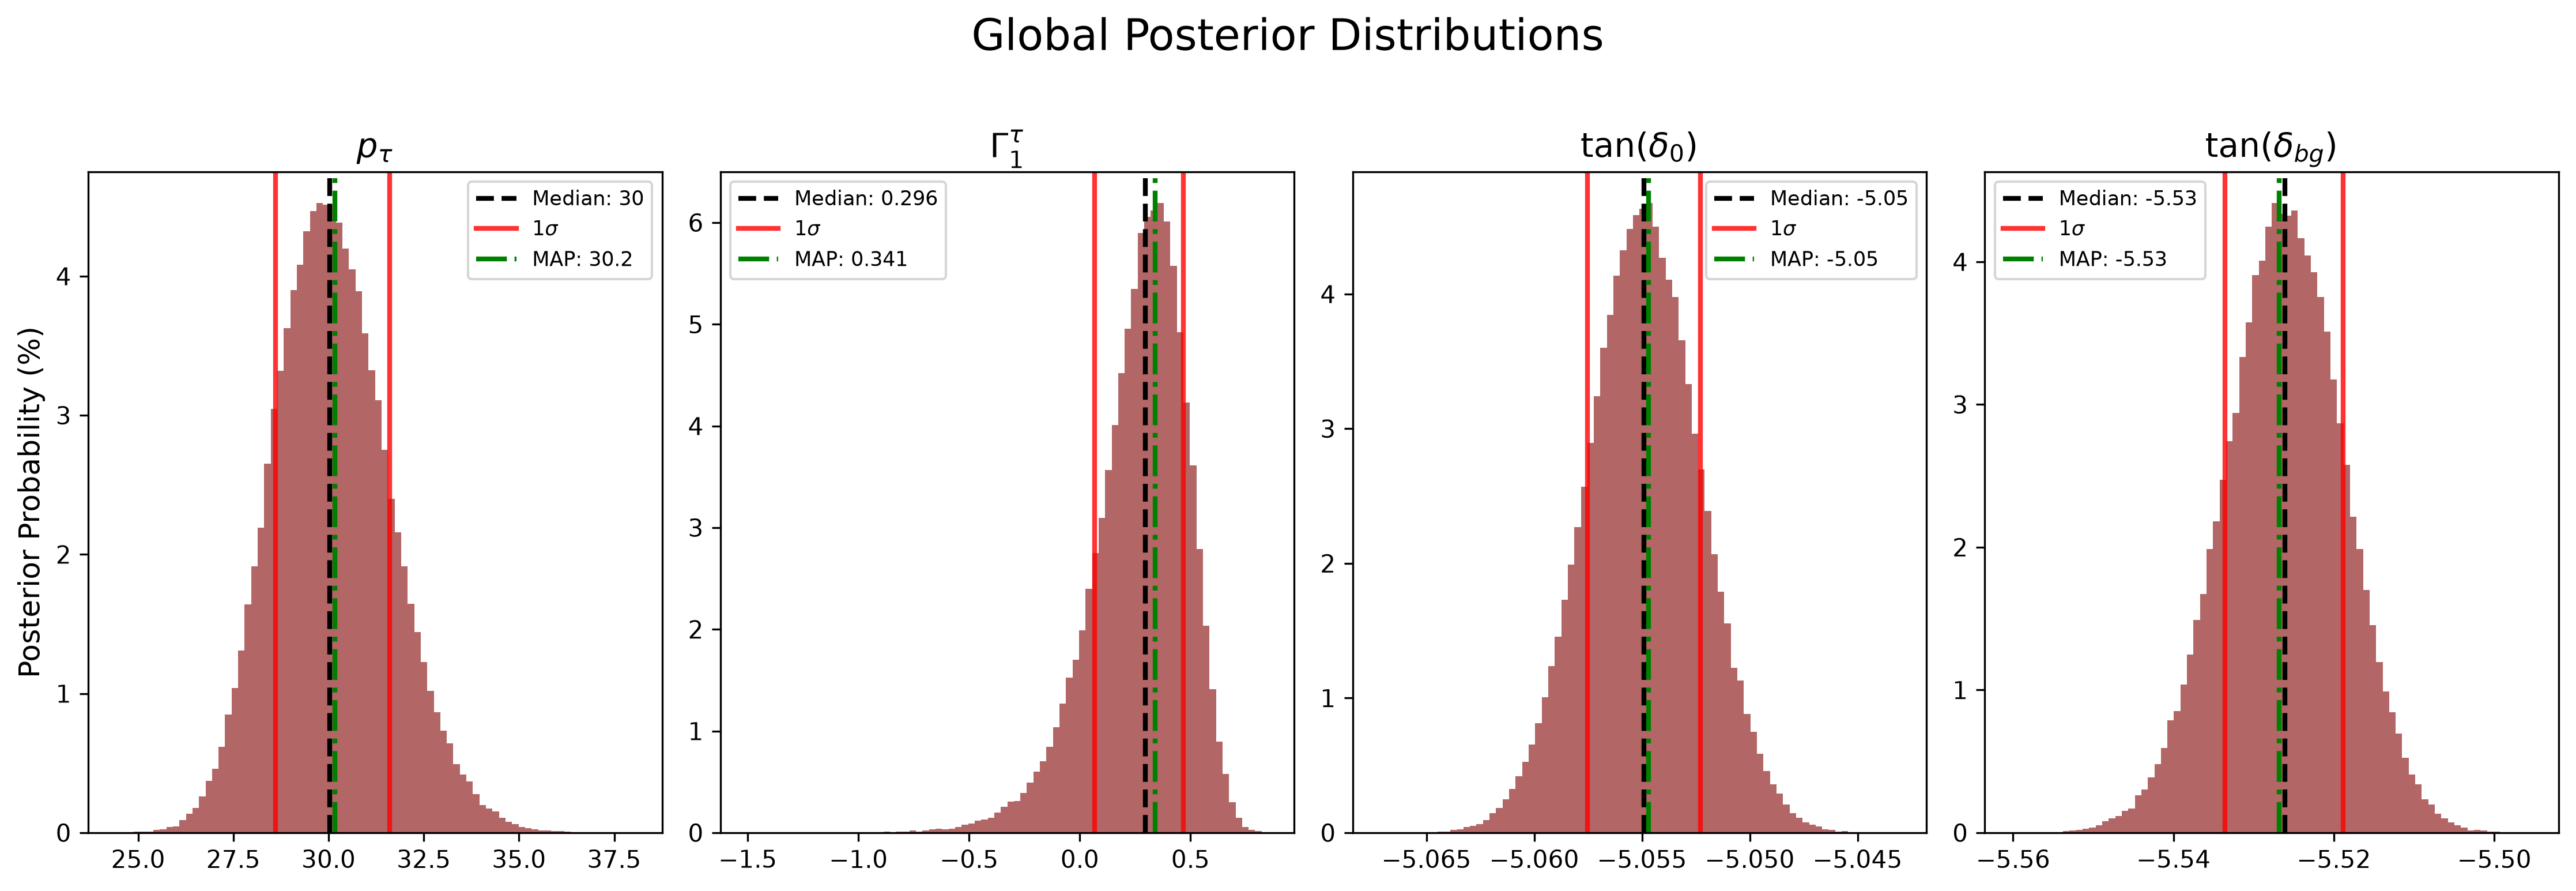 Global Posterior Distributions
p_τ
Posterior Probability (%)
4
3
2
1
0
25.0 27.5 30.0 32.5 35.0 37.5
Median: 30
1σ
MAP: 30.2
Γ₁^τ
6
5
4
3
2
1
0
−1.5 −1.0 −0.5 0.0 0.5
Median: 0.296
1σ
MAP: 0.341
tan(δ₀)
4
3
2
1
0
−5.065 −5.060 −5.055 −5.050 −5.045
Median: -5.05
1σ
MAP: -5.05
tan(δ_bg)
4
3
2
1
0
−5.56 −5.54 −5.52 −5.50
Median: -5.53
1σ
MAP: -5.53